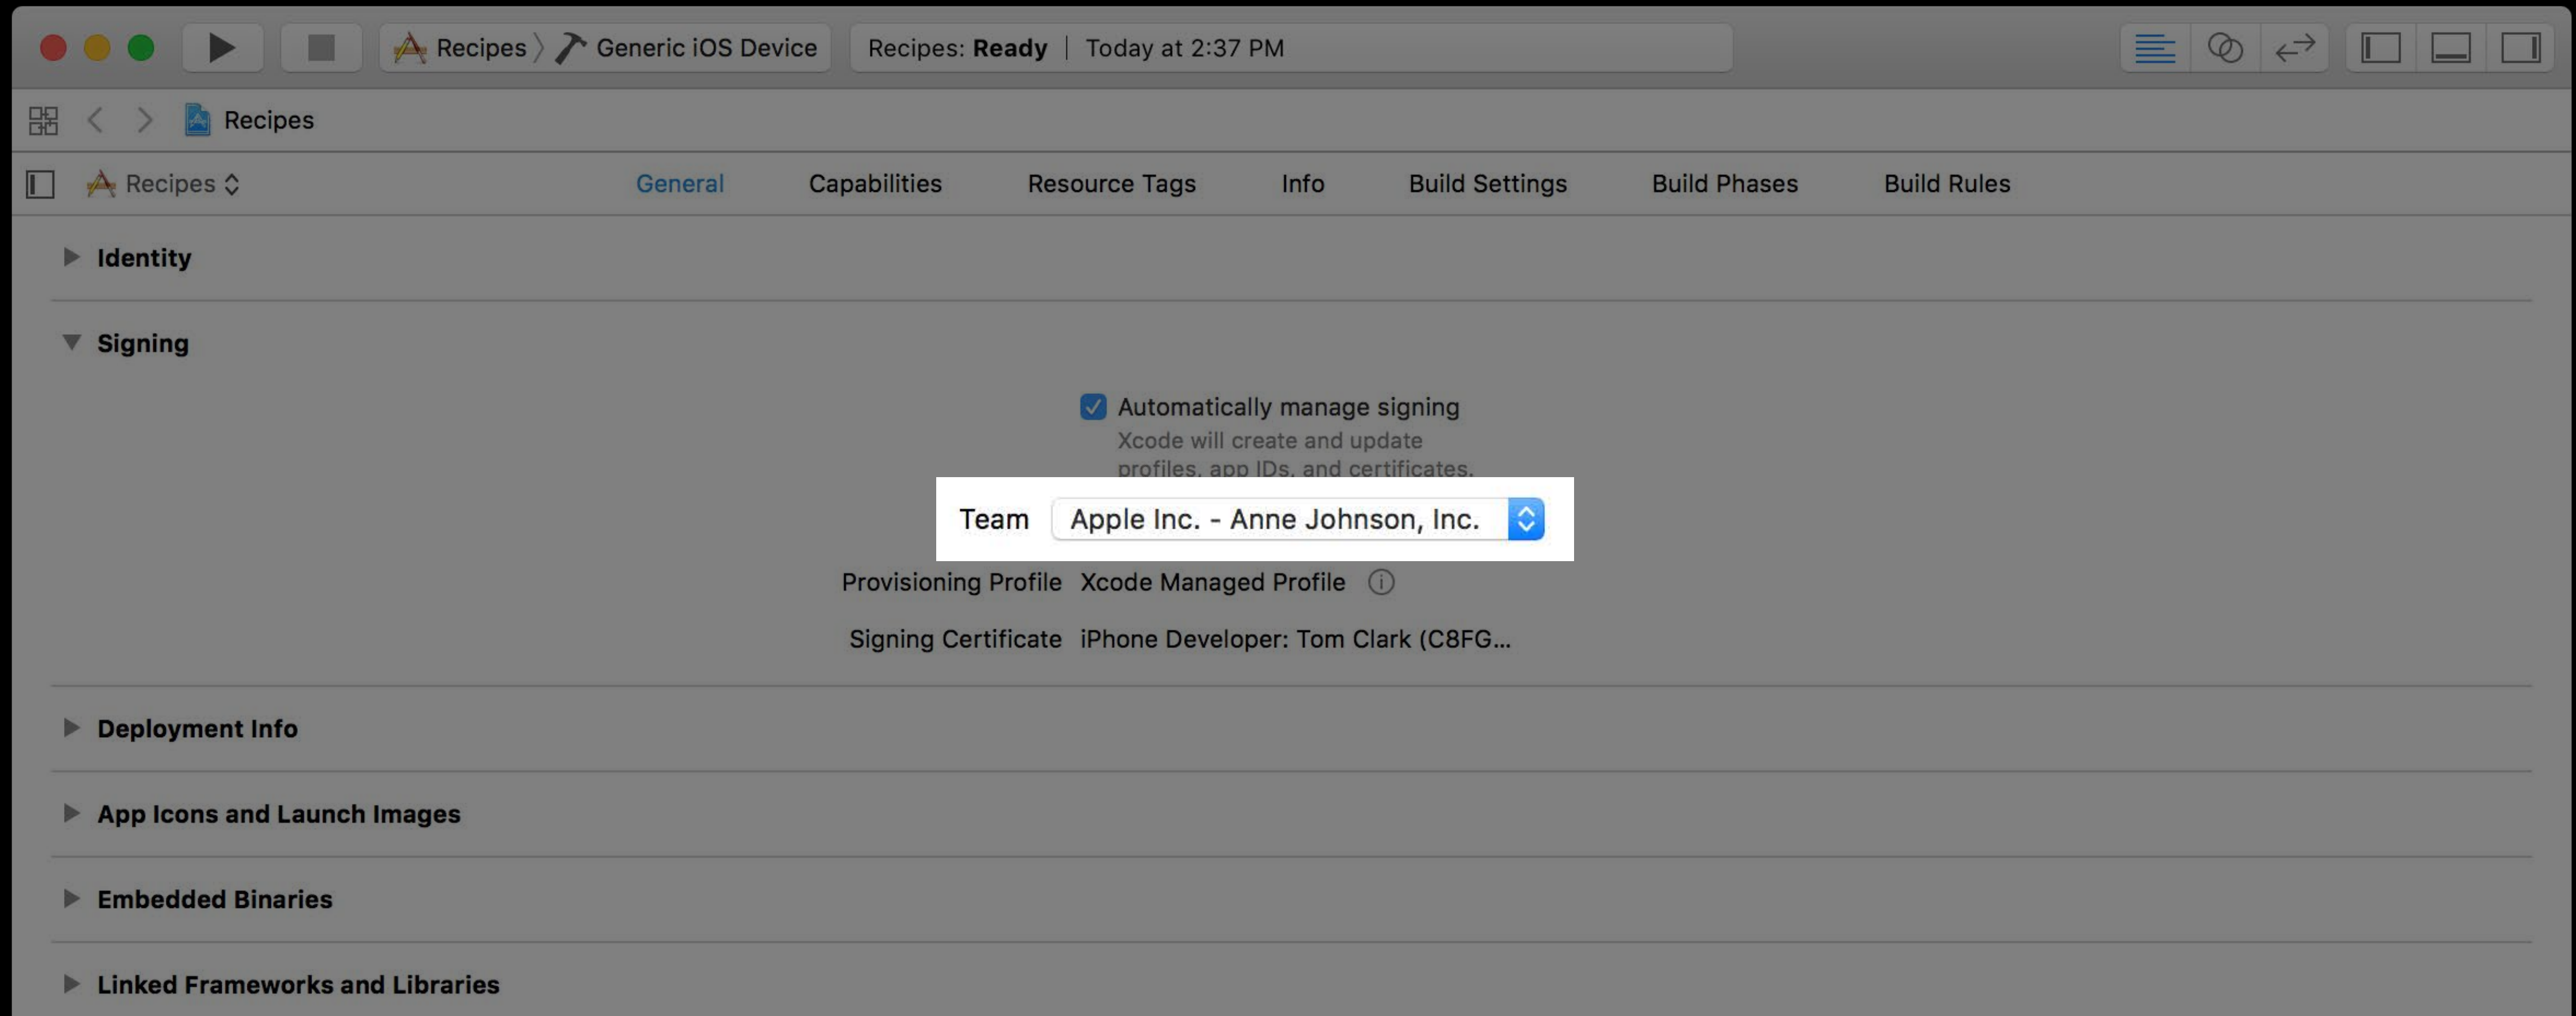 Recipes Generic iOS Device Recipes: Ready | Today at 2:37 PM
Recipes
Recipes General Capabilities Resource Tags Info Build Settings Build Phases Build Rules
Identity
Signing
Automatically manage signing
Xcode will create and update
profiles, app IDs, and certificates.
Team Apple Inc. - Anne Johnson, Inc.
Provisioning Profile Xcode Managed Profile
Signing Certificate iPhone Developer: Tom Clark (C8FG...
Deployment Info
App Icons and Launch Images
Embedded Binaries
Linked Frameworks and Libraries